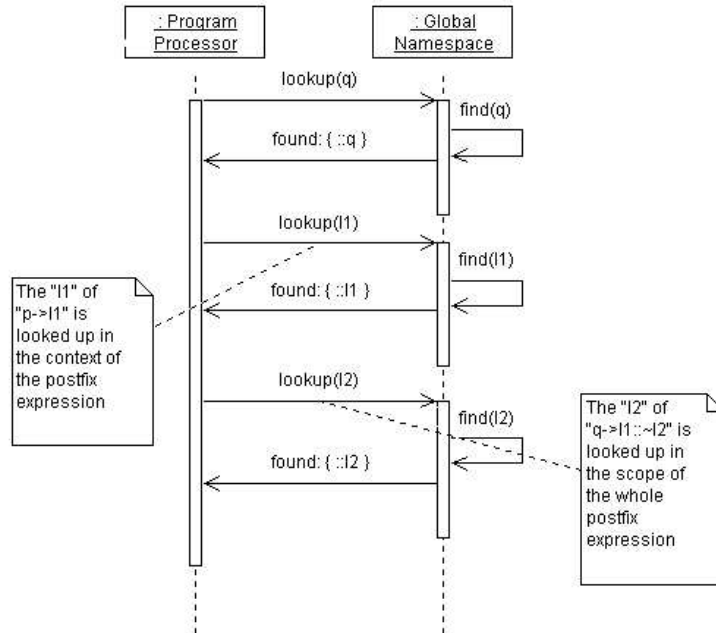 : Program
Processor
: Global
Namespace
lookup(q)
find(q)
found: { ::q }
lookup(I1)
find(I1)
found: { ::I1 }
The "I1" of
"p->I1" is
looked up in
the context of
the postfix
expression
lookup(I2)
find(I2)
found: { ::I2 }
The "I2" of
"q->I1::~I2" is
looked up in
the scope of
the whole
postfix
expression